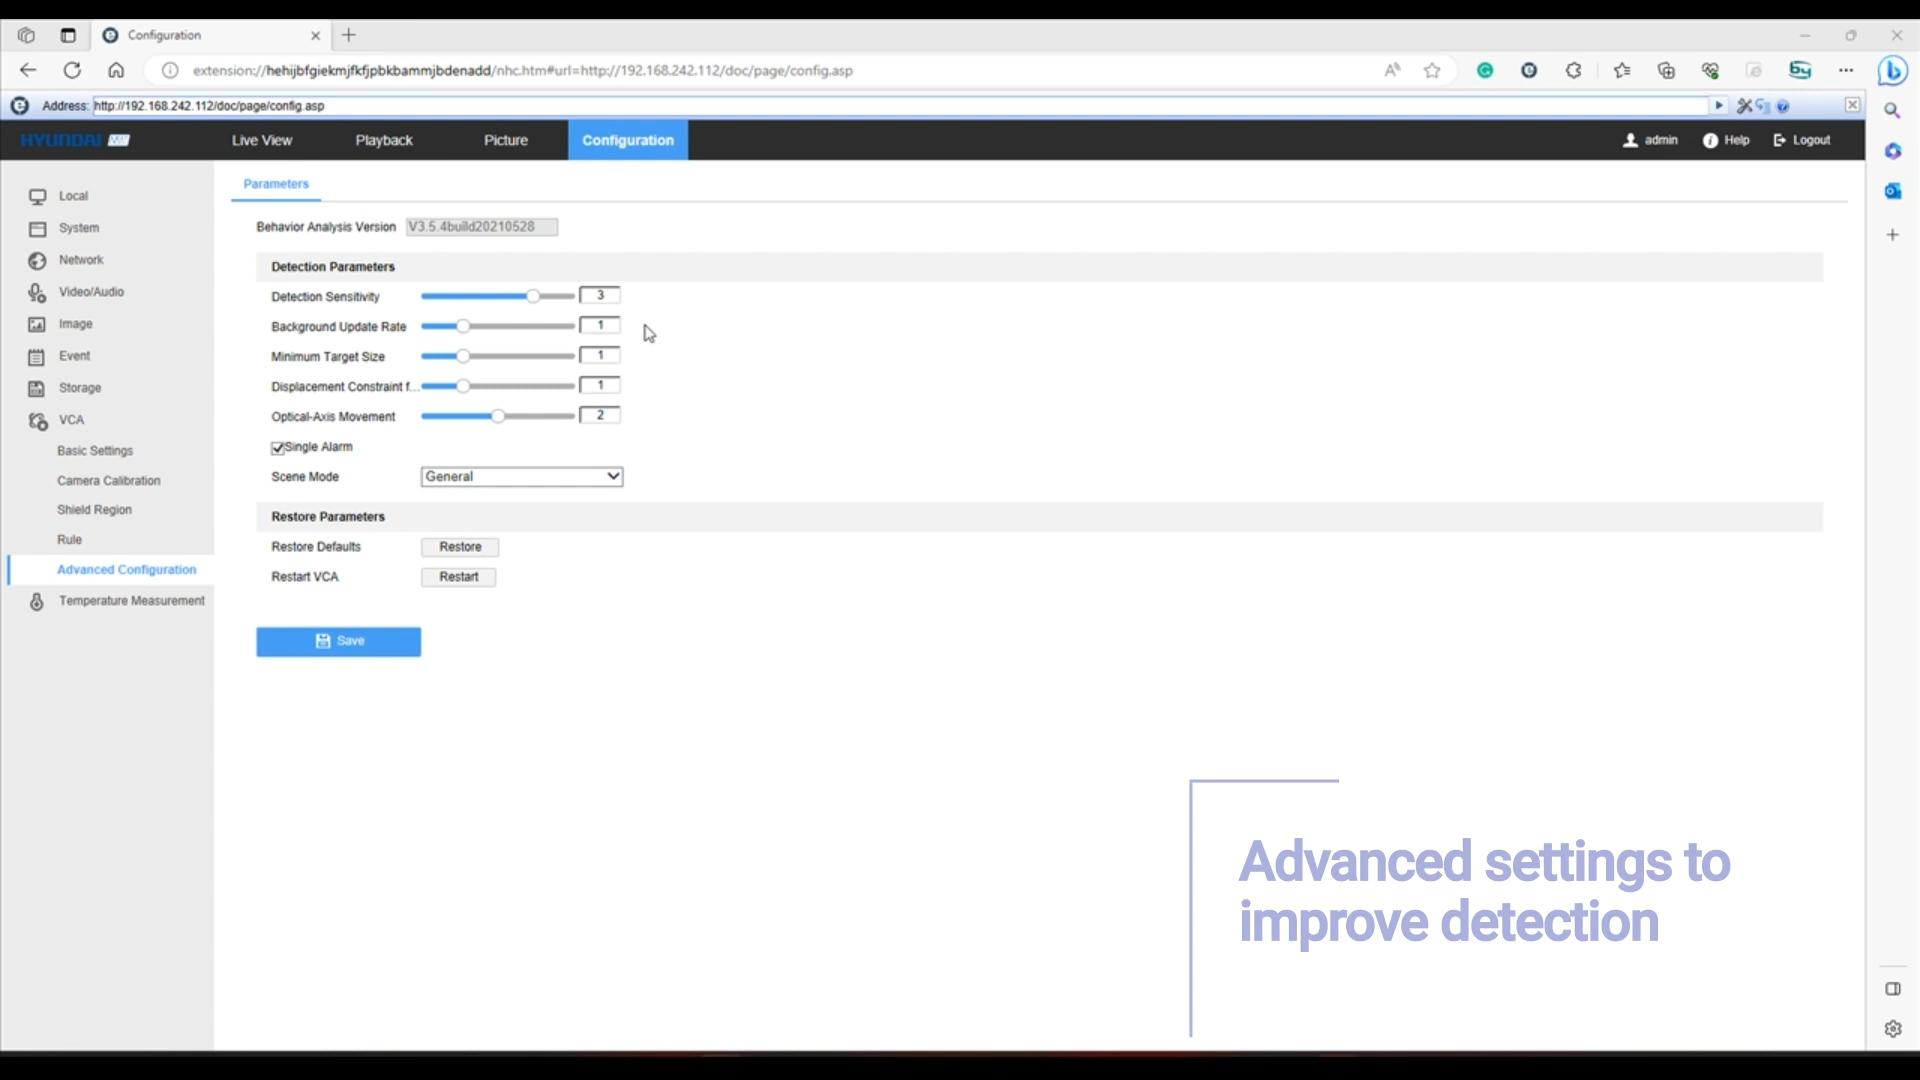 Configuration
extension://hehijbfgiekmjfkfjpbkbammjbdenadd/nhc.htm#url=http://192.168.242.112/doc/page/config.asp
Address: http://192.168.242.112/doc/page/config.asp
HYUNDAI
Live View
Playback
Picture
Configuration
admin
Help
Logout
Local
System
Network
Video/Audio
Image
Event
Storage
VCA
Basic Settings
Camera Calibration
Shield Region
Rule
Advanced Configuration
Temperature Measurement
Parameters
Behavior Analysis Version V3.5.4build20210528
Detection Parameters
Detection Sensitivity 3
Background Update Rate 1
Minimum Target Size 1
Displacement Constraint f... 1
Optical-Axis Movement 2
Single Alarm
Scene Mode General
Restore Parameters
Restore Defaults Restore
Restart VCA Restart
Save
Advanced settings to
improve detection